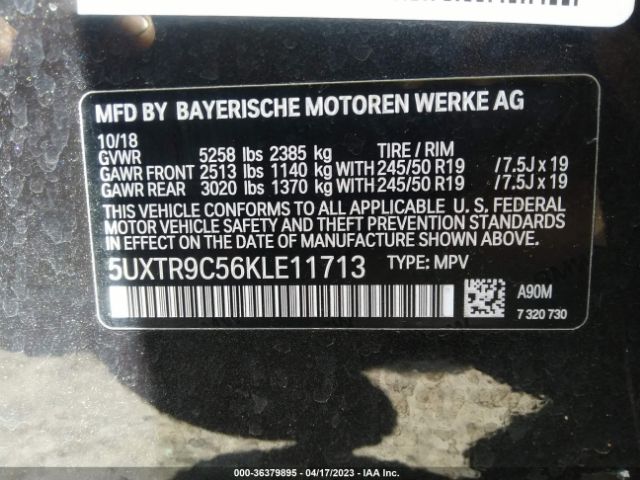 MFD BY BAYERISCHE MOTOREN WERKE AG
10/18
GVWR 5258 lbs 2385 kg TIRE / RIM
GAWR FRONT 2513 lbs 1140 kg WITH 245/50 R19 /7.5J x 19
GAWR REAR 3020 lbs 1370 kg WITH 245/50 R19 /7.5J x 19
THIS VEHICLE CONFORMS TO ALL APPLICABLE U. S. FEDERAL
MOTOR VEHICLE SAFETY AND THEFT PREVENTION STANDARDS
IN EFFECT ON THE DATE OF MANUFACTURE SHOWN ABOVE.
5UXTR9C56KLE11713 TYPE: MPV
A90M
7 320 730
000-36379895 - 04/17/2023 - IAA Inc.